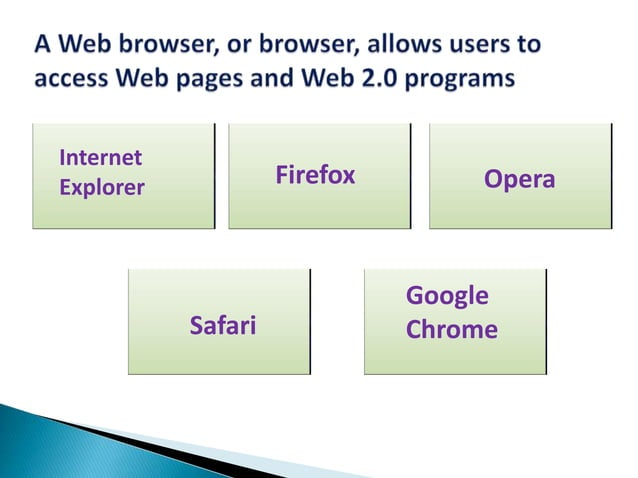 A Web browser, or browser, allows users to
access Web pages and Web 2.0 programs
Internet
Explorer
Firefox
Opera
Safari
Google
Chrome